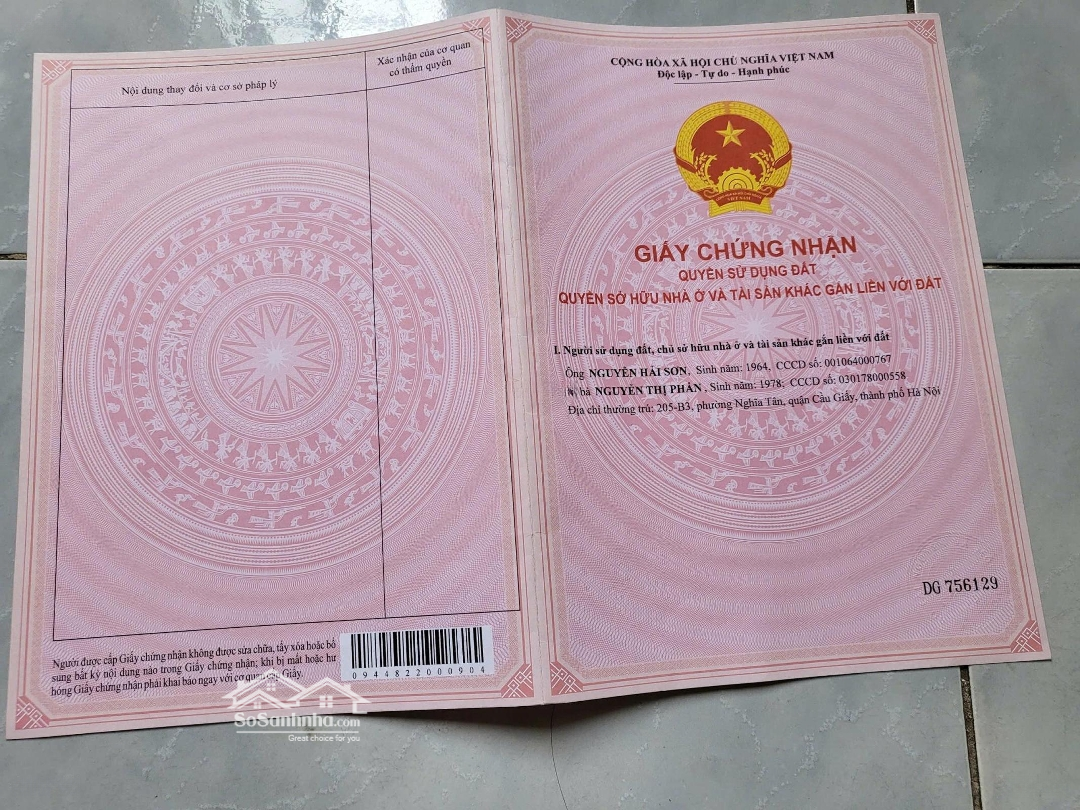 Nội dung thay đổi và cơ sở pháp lý
Xác nhận của cơ quan
có thẩm quyền
Người được cấp Giấy chứng nhận không được sửa chữa, tẩy xóa hoặc bổ
sung bất kỳ nội dung nào trong Giấy chứng nhận; khi bị mất hoặc hư
hỏng Giấy chứng nhận phải khai báo ngay với cơ quan cấp Giấy.
0944822000904
CỘNG HÒA XÃ HỘI CHỦ NGHĨA VIỆT NAM
Độc lập - Tự do - Hạnh phúc
VIỆT NAM
GIẤY CHỨNG NHẬN
QUYỀN SỬ DỤNG ĐẤT
QUYỀN SỞ HỮU NHÀ Ở VÀ TÀI SẢN KHÁC GẮN LIỀN VỚI ĐẤT
I. Người sử dụng đất, chủ sở hữu nhà ở và tài sản khác gắn liền với đất
Ông NGUYỄN HẢI SƠN, Sinh năm: 1964, CCCD số: 001064000767
bà NGUYỄN THỊ PHẤN, Sinh năm: 1978; CCCD số: 030178000558
Địa chỉ thường trú: 205-B3, phường Nghĩa Tân, quận Cầu Giấy, thành phố Hà Nội
DG 756129
SoSanhnha.com
Great choice for you